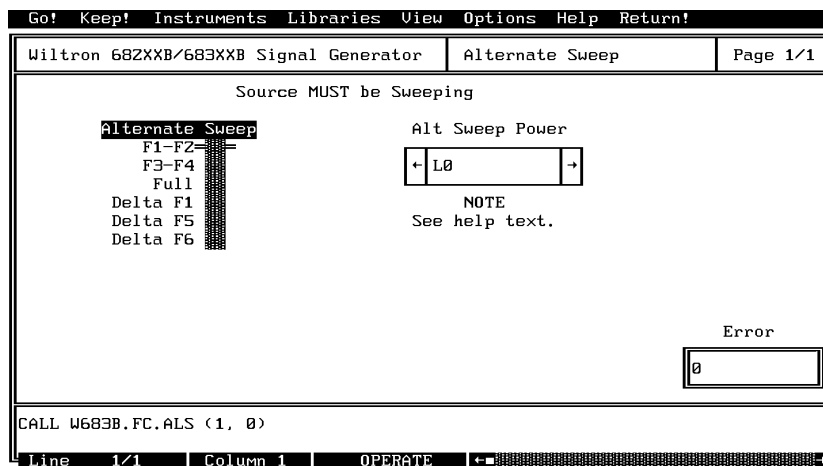 Go! Keep! Instruments Libraries View Options Help Return!
Wiltron 682XXB/683XXB Signal Generator Alternate Sweep Page 1/1
Source MUST be Sweeping
Alternate Sweep
F1-F2
F3-F4
Full
Delta F1
Delta F5
Delta F6
Alt Sweep Power
← L0 →
NOTE
See help text.
Error
0
CALL W683B.FC.ALS (1, 0)
Line 1/1 Column 1 OPERATE ←